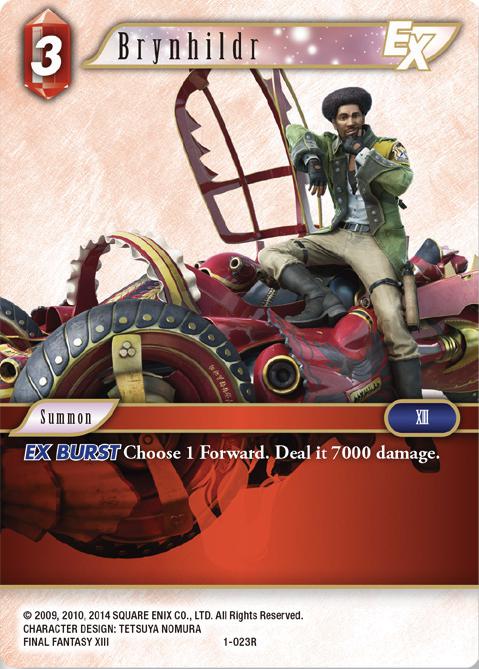 3
Brynhildr
EX
Summon
XIII
EX BURST Choose 1 Forward. Deal it 7000 damage.
© 2009, 2010, 2014 SQUARE ENIX CO., LTD. All Rights Reserved.
CHARACTER DESIGN: TETSUYA NOMURA
FINAL FANTASY XIII 1-023R